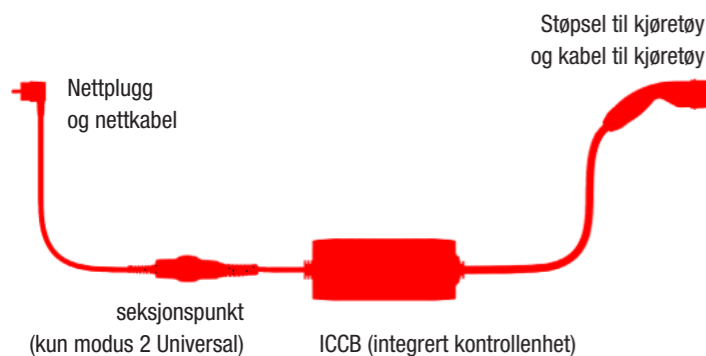 Støpsel til kjøretøy
og kabel til kjøretøy
Nettplugg
og nettkabel
seksjonspunkt
(kun modus 2 Universal)
ICCB (integrert kontrollenhet)